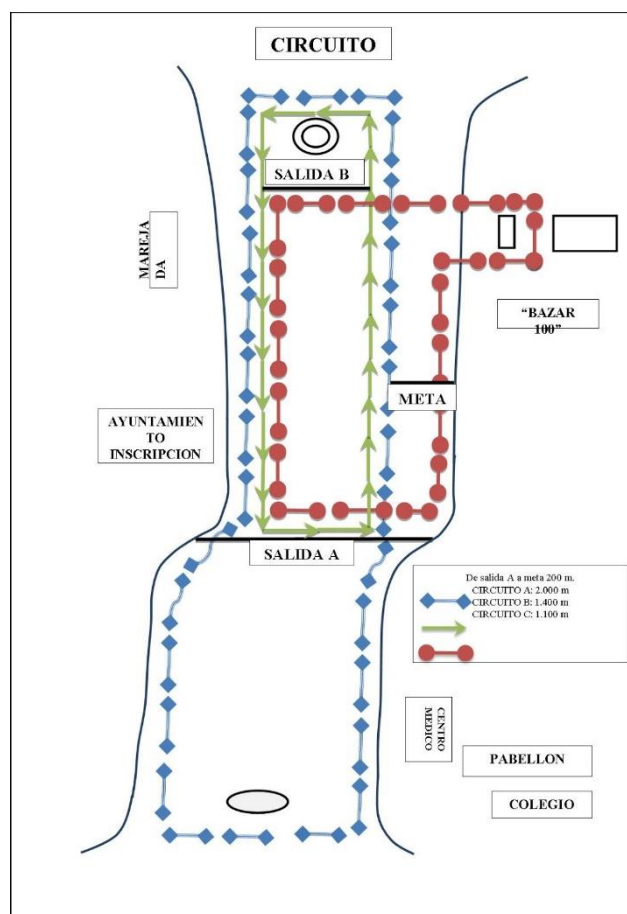 CIRCUITO
SALIDA B
MAREJA
DA
"BAZAR
100"
META
AYUNTAMIEN
TO
INSCRIPCION
SALIDA A
De salida A a meta 200 m.
CIRCUITO A: 2.000 m
CIRCUITO B: 1.400 m
CIRCUITO C: 1.100 m
CENTRO
MEDICO
PABELLON
COLEGIO